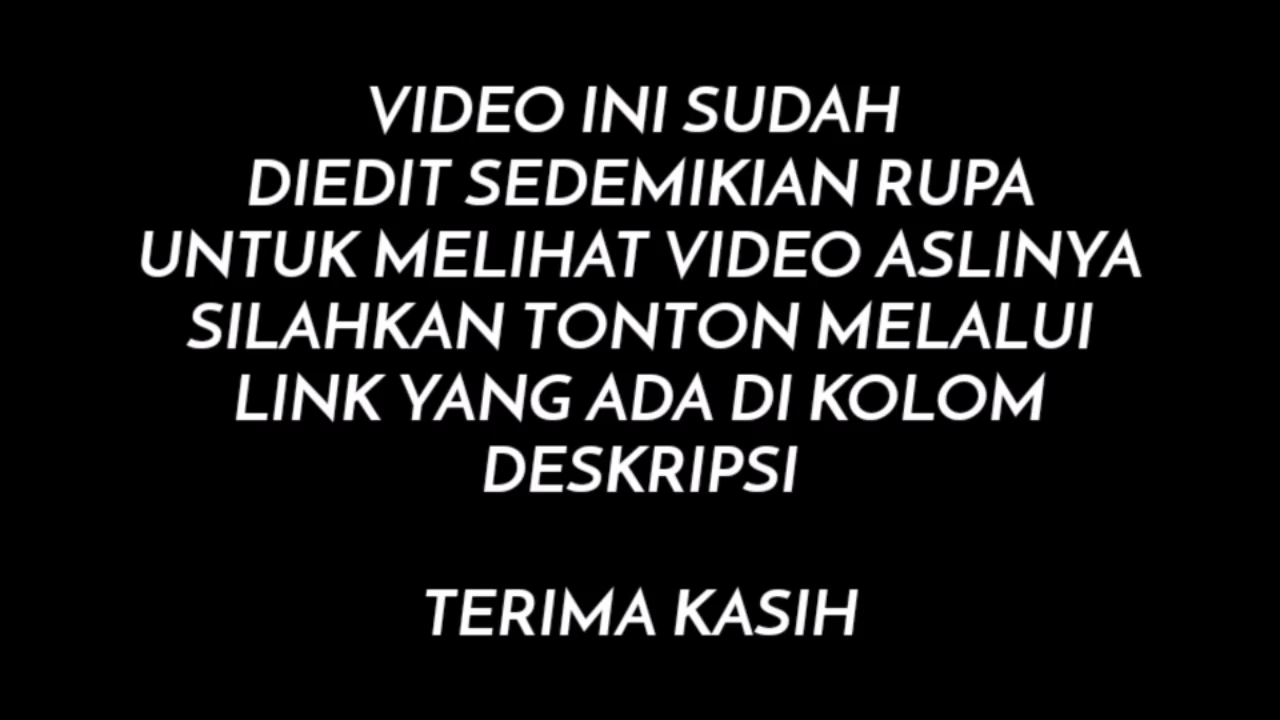 VIDEO INI SUDAH
DIEDIT SEDEMIKIAN RUPA
UNTUK MELIHAT VIDEO ASLINYA
SILAHKAN TONTON MELALUI
LINK YANG ADA DI KOLOM
DESKRIPSI
TERIMA KASIH